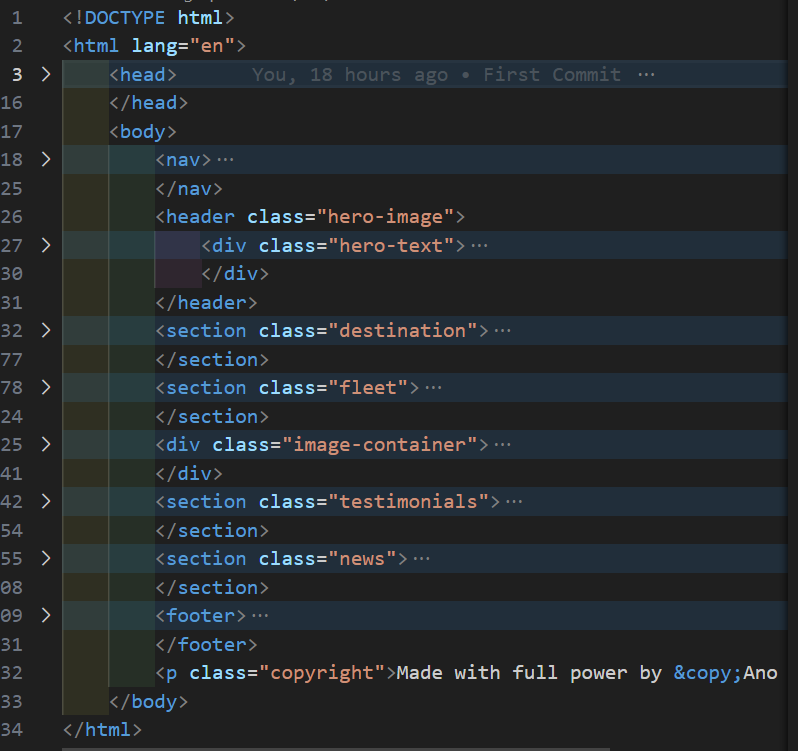 1 <!DOCTYPE html>
2 <html lang="en">
3 <head> You, 18 hours ago • First Commit ...
16 </head>
17 <body>
18 <nav>...
25 </nav>
26 <header class="hero-image">
27 <div class="hero-text">...
30 </div>
31 </header>
32 <section class="destination">...
77 </section>
78 <section class="fleet">...
24 </section>
25 <div class="image-container">...
41 </div>
42 <section class="testimonials">...
54 </section>
55 <section class="news">...
08 </section>
09 <footer>...
31 </footer>
32 <p class="copyright">Made with full power by &copy;Ano
33 </body>
34 </html>